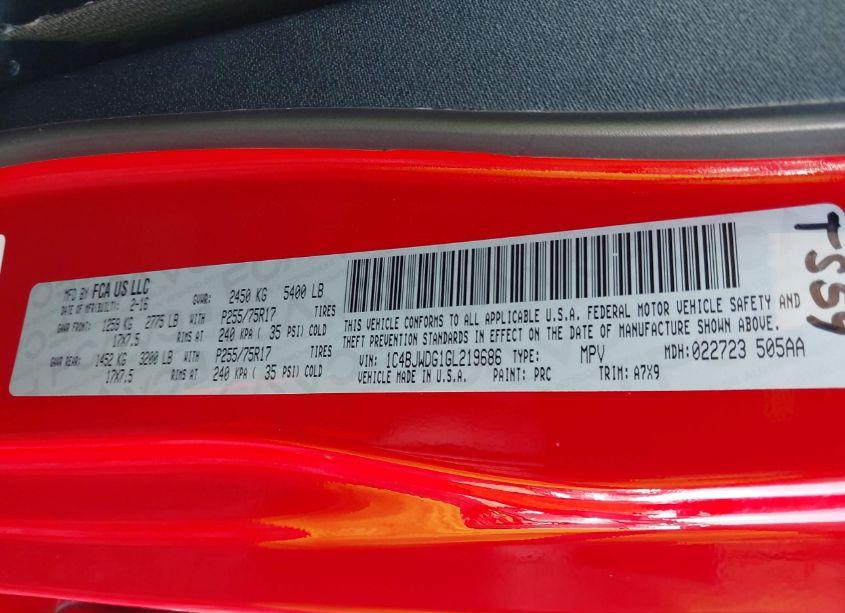 MFD BY FCA US LLC
DATE OF MFR/BUILT: 2-16 GVWR: 2450 KG 5400 LB
GAWR FRONT: 1259 KG 2775 LB WITH P255/75R17 TIRES
17X7.5 RIMS AT 240 KPA ( 35 PSI) COLD
GAWR REAR: 1452 KG 3200 LB WITH P255/75R17 TIRES
17X7.5 RIMS AT 240 KPA ( 35 PSI) COLD
THIS VEHICLE CONFORMS TO ALL APPLICABLE U.S.A. FEDERAL MOTOR VEHICLE SAFETY AND
THEFT PREVENTION STANDARDS IN EFFECT ON THE DATE OF MANUFACTURE SHOWN ABOVE.
VIN: 1C4BJWDG1GL219686 TYPE: MPV MDH: 022723 505AA
VEHICLE MADE IN U.S.A. PAINT: PRC TRIM: A7X9